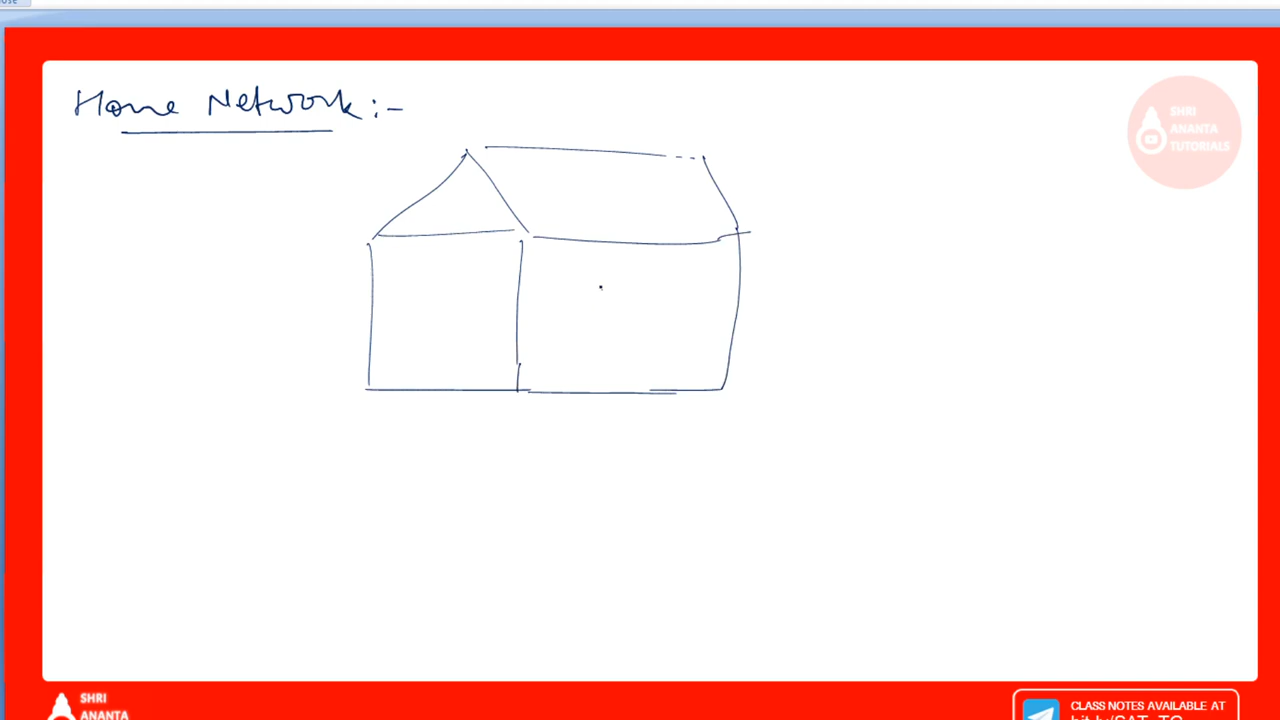 Home Network :-
SHRI
ANANTA
TUTORIALS
SHRI
ANANTA
CLASS NOTES AVAILABLE AT